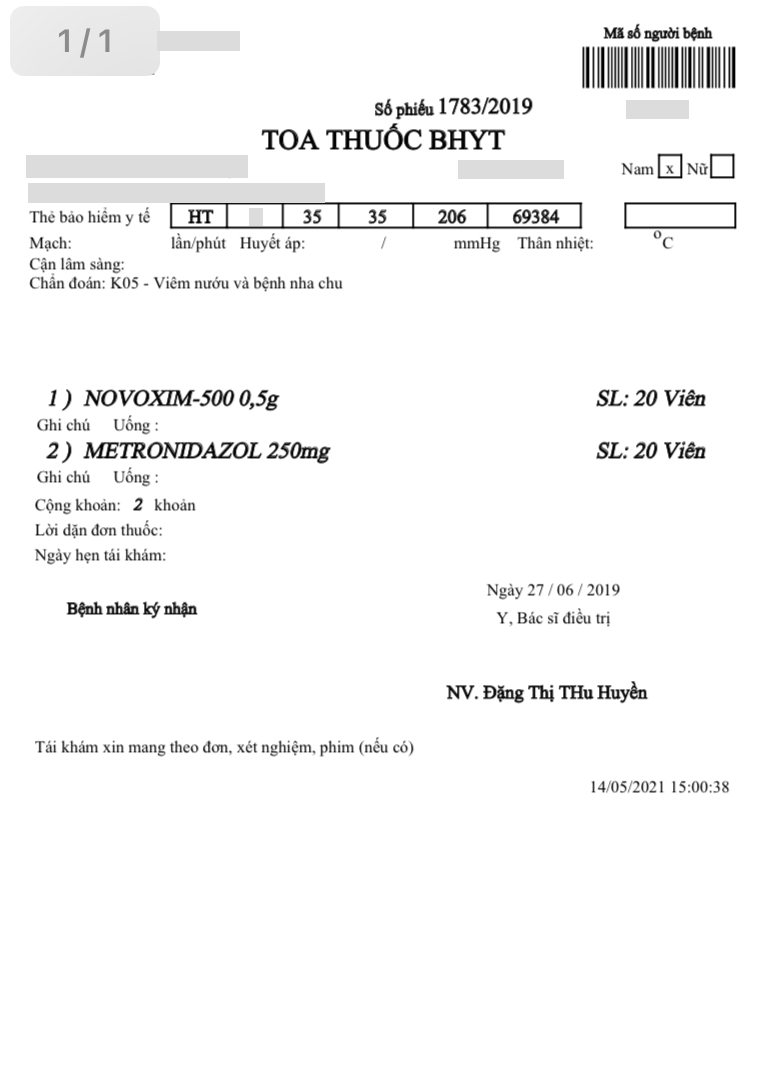 1/1
Mã số người bệnh
Số phiếu 1783/2019
TOA THUỐC BHYT
Nam x Nữ
Thẻ bảo hiểm y tế HT 35 35 206 69384
Mạch: lần/phút Huyết áp: / mmHg Thân nhiệt: °C
Cận lâm sàng:
Chẩn đoán: K05 - Viêm nướu và bệnh nha chu
1 ) NOVOXIM-500 0,5g SL: 20 Viên
Ghi chú Uống :
2 ) METRONIDAZOL 250mg SL: 20 Viên
Ghi chú Uống :
Cộng khoản: 2 khoản
Lời dặn đơn thuốc:
Ngày hẹn tái khám:
Ngày 27 / 06 / 2019
Bệnh nhân ký nhận Y, Bác sĩ điều trị
NV. Đặng Thị THu Huyền
Tái khám xin mang theo đơn, xét nghiệm, phim (nếu có)
14/05/2021 15:00:38